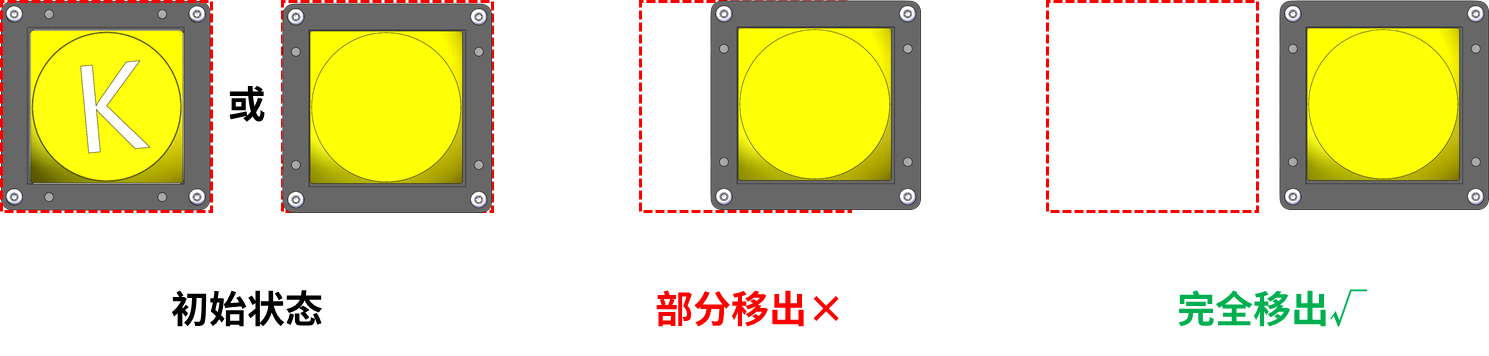 K
或
初始状态
部分移出×
完全移出√